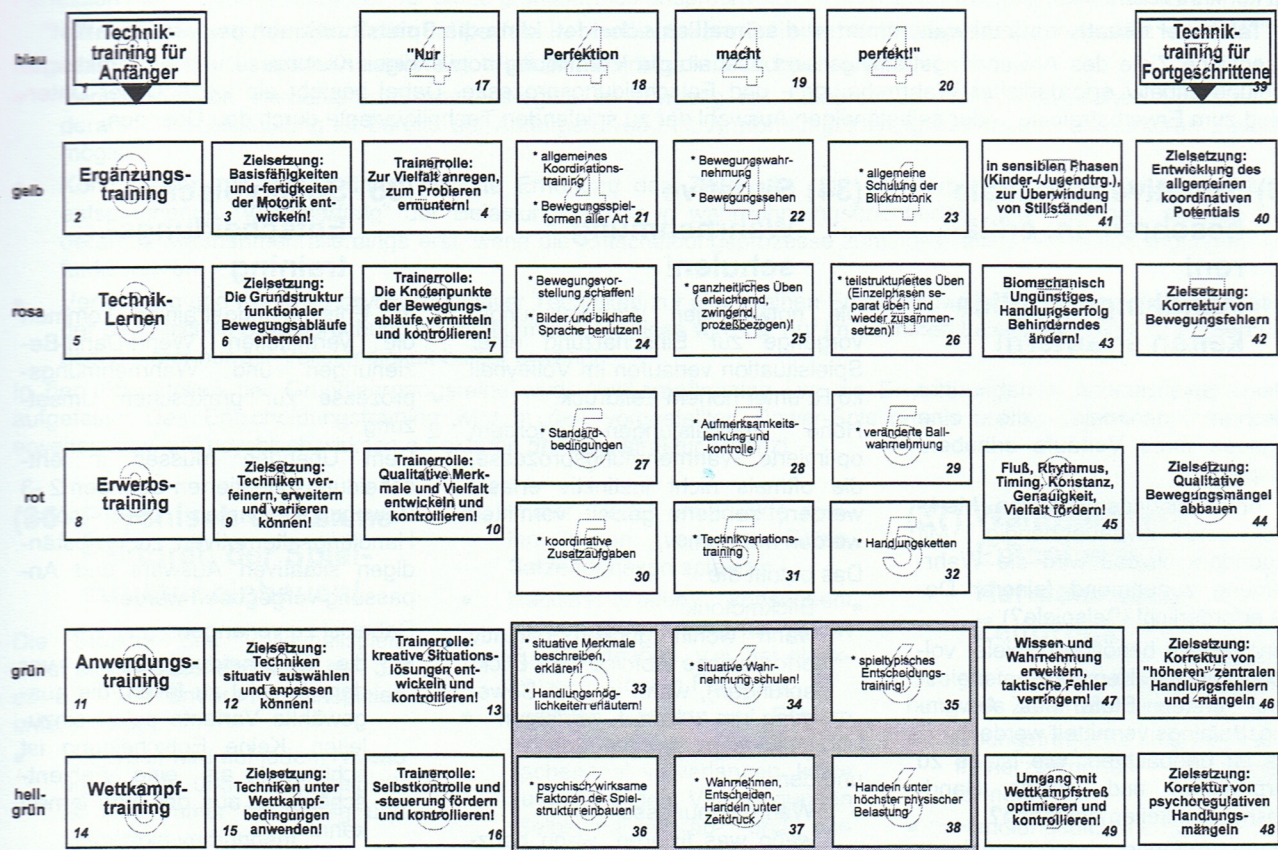 blau
Technik-
training für
Anfänger
1
"Nur
17
Perfektion
18
macht
19
perfekt!"
20
Technik-
training für
Fortgeschrittene
39
gelb
Ergänzungs-
training
2
Zielsetzung:
Basisfähigkeiten
und -fertigkeiten
der Motorik ent-
wickeln!
3
Trainerrolle:
Zur Vielfalt anregen,
zum Probieren
ermuntern!
4
* allgemeines
Koordinations-
training
* Bewegungsspiel-
formen aller Art
21
* Bewegungswahr-
nehmung
* Bewegungssehen
22
* allgemeine
Schulung der
Blickmotorik
23
in sensiblen Phasen
(Kinder-/Jugendtrg.),
zur Überwindung
von Stillständen!
41
Zielsetzung:
Entwicklung des
allgemeinen
koordinativen
Potentials
40
rosa
Technik-
Lernen
5
Zielsetzung:
Die Grundstruktur
funktionaler
Bewegungsabläufe
erlernen!
6
Trainerrolle:
Die Knotenpunkte
der Bewegungs-
abläufe vermitteln
und kontrollieren!
7
* Bewegungsvor-
stellung schaffen!
* Bilder und bildhafte
Sprache benutzen!
24
* ganzheitliches Üben
( erleichternd,
zwingend,
prozeßbezogen)!
25
* teilstrukturiertes Üben
(Einzelphasen se-
parat üben und
wieder zusammen-
setzen)!
26
Biomechanisch
Ungünstiges,
Handlungserfolg
Behinderndes
ändern!
43
Zielsetzung:
Korrektur von
Bewegungsfehlern
42
rot
Erwerbs-
training
8
Zielsetzung:
Techniken ver-
feinern, erweitern
und variieren
können!
9
Trainerrolle:
Qualitative Merk-
male und Vielfalt
entwickeln und
kontrollieren!
10
* Standard-
bedingungen
27
* Aufmerksamkeits-
lenkung und
kontrolle
28
* veränderte Ball-
wahrnehmung
29
* koordinative
Zusatzaufgaben
30
* Technikvariations-
training
31
* Handlungsketten
32
Fluß, Rhythmus,
Timing, Konstanz,
Genauigkeit,
Vielfalt fördern!
45
Zielsetzung:
Qualitative
Bewegungsmängel
abbauen
44
grün
Anwendungs-
training
11
Zielsetzung:
Techniken
situativ auswählen
und anpassen
können!
12
Trainerrolle:
kreative Situations-
lösungen ent-
wickeln und
kontrollieren!
13
* situative Merkmale
beschreiben,
erklären!
* Handlungsmög-
lichkeiten erläutern!
33
* situative Wahr-
nehmung schulen!
34
* spieltypisches
Entscheidungs-
training!
35
Wissen und
Wahrnehmung
erweitern,
taktische Fehler
verringern!
47
Zielsetzung:
Korrektur von
"höheren" zentralen
Handlungsfehlern
und -mängeln
46
hell-
grün
Wettkampf-
training
14
Zielsetzung:
Techniken unter
Wettkampf-
bedingungen
anwenden!
15
Trainerrolle:
Selbstkontrolle und
-steuerung fördern
und kontrollieren!
16
* psychisch wirksame
Faktoren der Spiel-
struktur einbauen!
36
* Wahrnehmen,
Entscheiden,
Handeln unter
Zeitdruck
37
* Handeln unter
höchster physischer
Belastung
38
Umgang mit
Wettkampfstreß
optimieren und
kontrollieren!
49
Zielsetzung:
Korrektur von
psychoregulativen
Handlungs-
mängeln
48